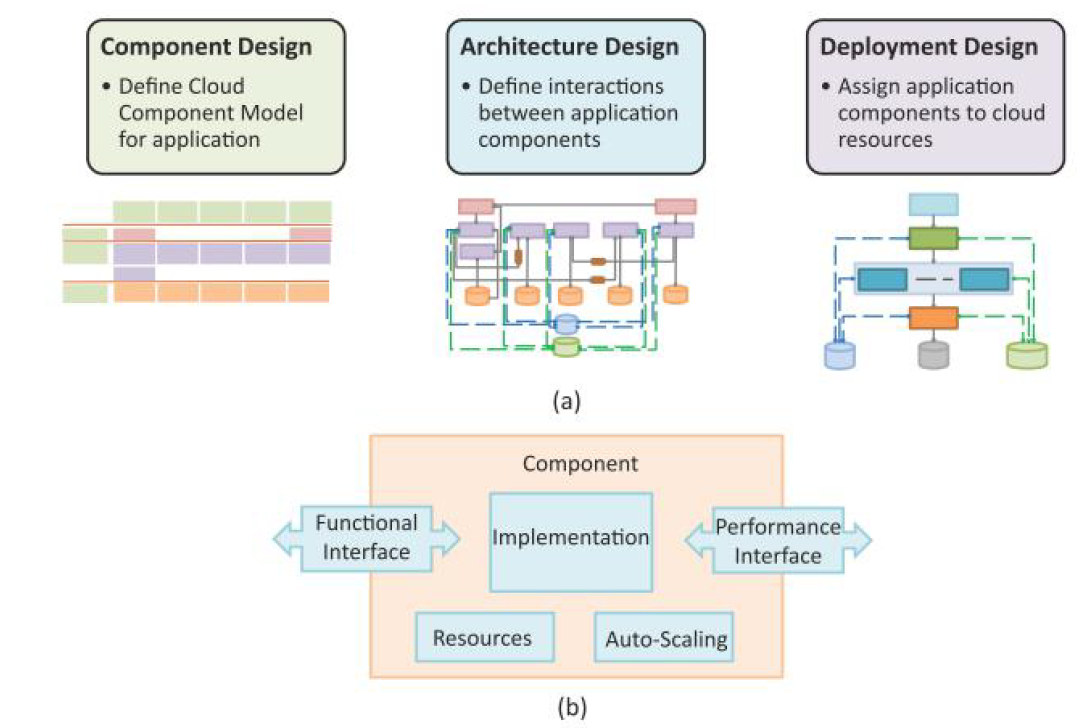 Component Design
• Define Cloud
Component Model
for application
Architecture Design
• Define interactions
between application
components
Deployment Design
• Assign application
components to cloud
resources
(a)
Component
Functional
Interface
Implementation
Performance
Interface
Resources
Auto-Scaling
(b)